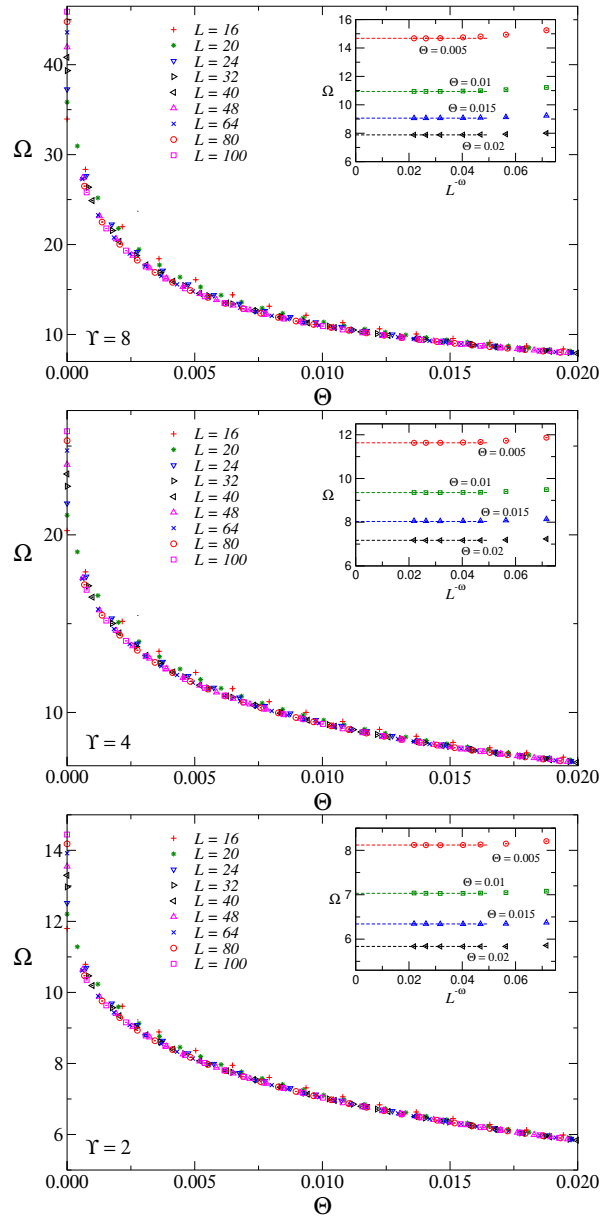 40
30
20
10
Ω
0.000 0.005 0.010 0.015 0.020
Θ
ϒ = 8
L = 16
L = 20
L = 24
L = 32
L = 40
L = 48
L = 64
L = 80
L = 100
16
14
12
10
8
6
Ω
0 0.02 0.04 0.06
L^-ω
Θ = 0.005
Θ = 0.01
Θ = 0.015
Θ = 0.02
20
10
Ω
0.000 0.005 0.010 0.015 0.020
Θ
ϒ = 4
L = 16
L = 20
L = 24
L = 32
L = 40
L = 48
L = 64
L = 80
L = 100
12
10
8
6
Ω
0 0.02 0.04 0.06
L^-ω
Θ = 0.005
Θ = 0.01
Θ = 0.015
Θ = 0.02
14
12
10
8
6
Ω
0.000 0.005 0.010 0.015 0.020
Θ
ϒ = 2
L = 16
L = 20
L = 24
L = 32
L = 40
L = 48
L = 64
L = 80
L = 100
8
7
6
Ω
0 0.02 0.04 0.06
L^-ω
Θ = 0.005
Θ = 0.01
Θ = 0.015
Θ = 0.02